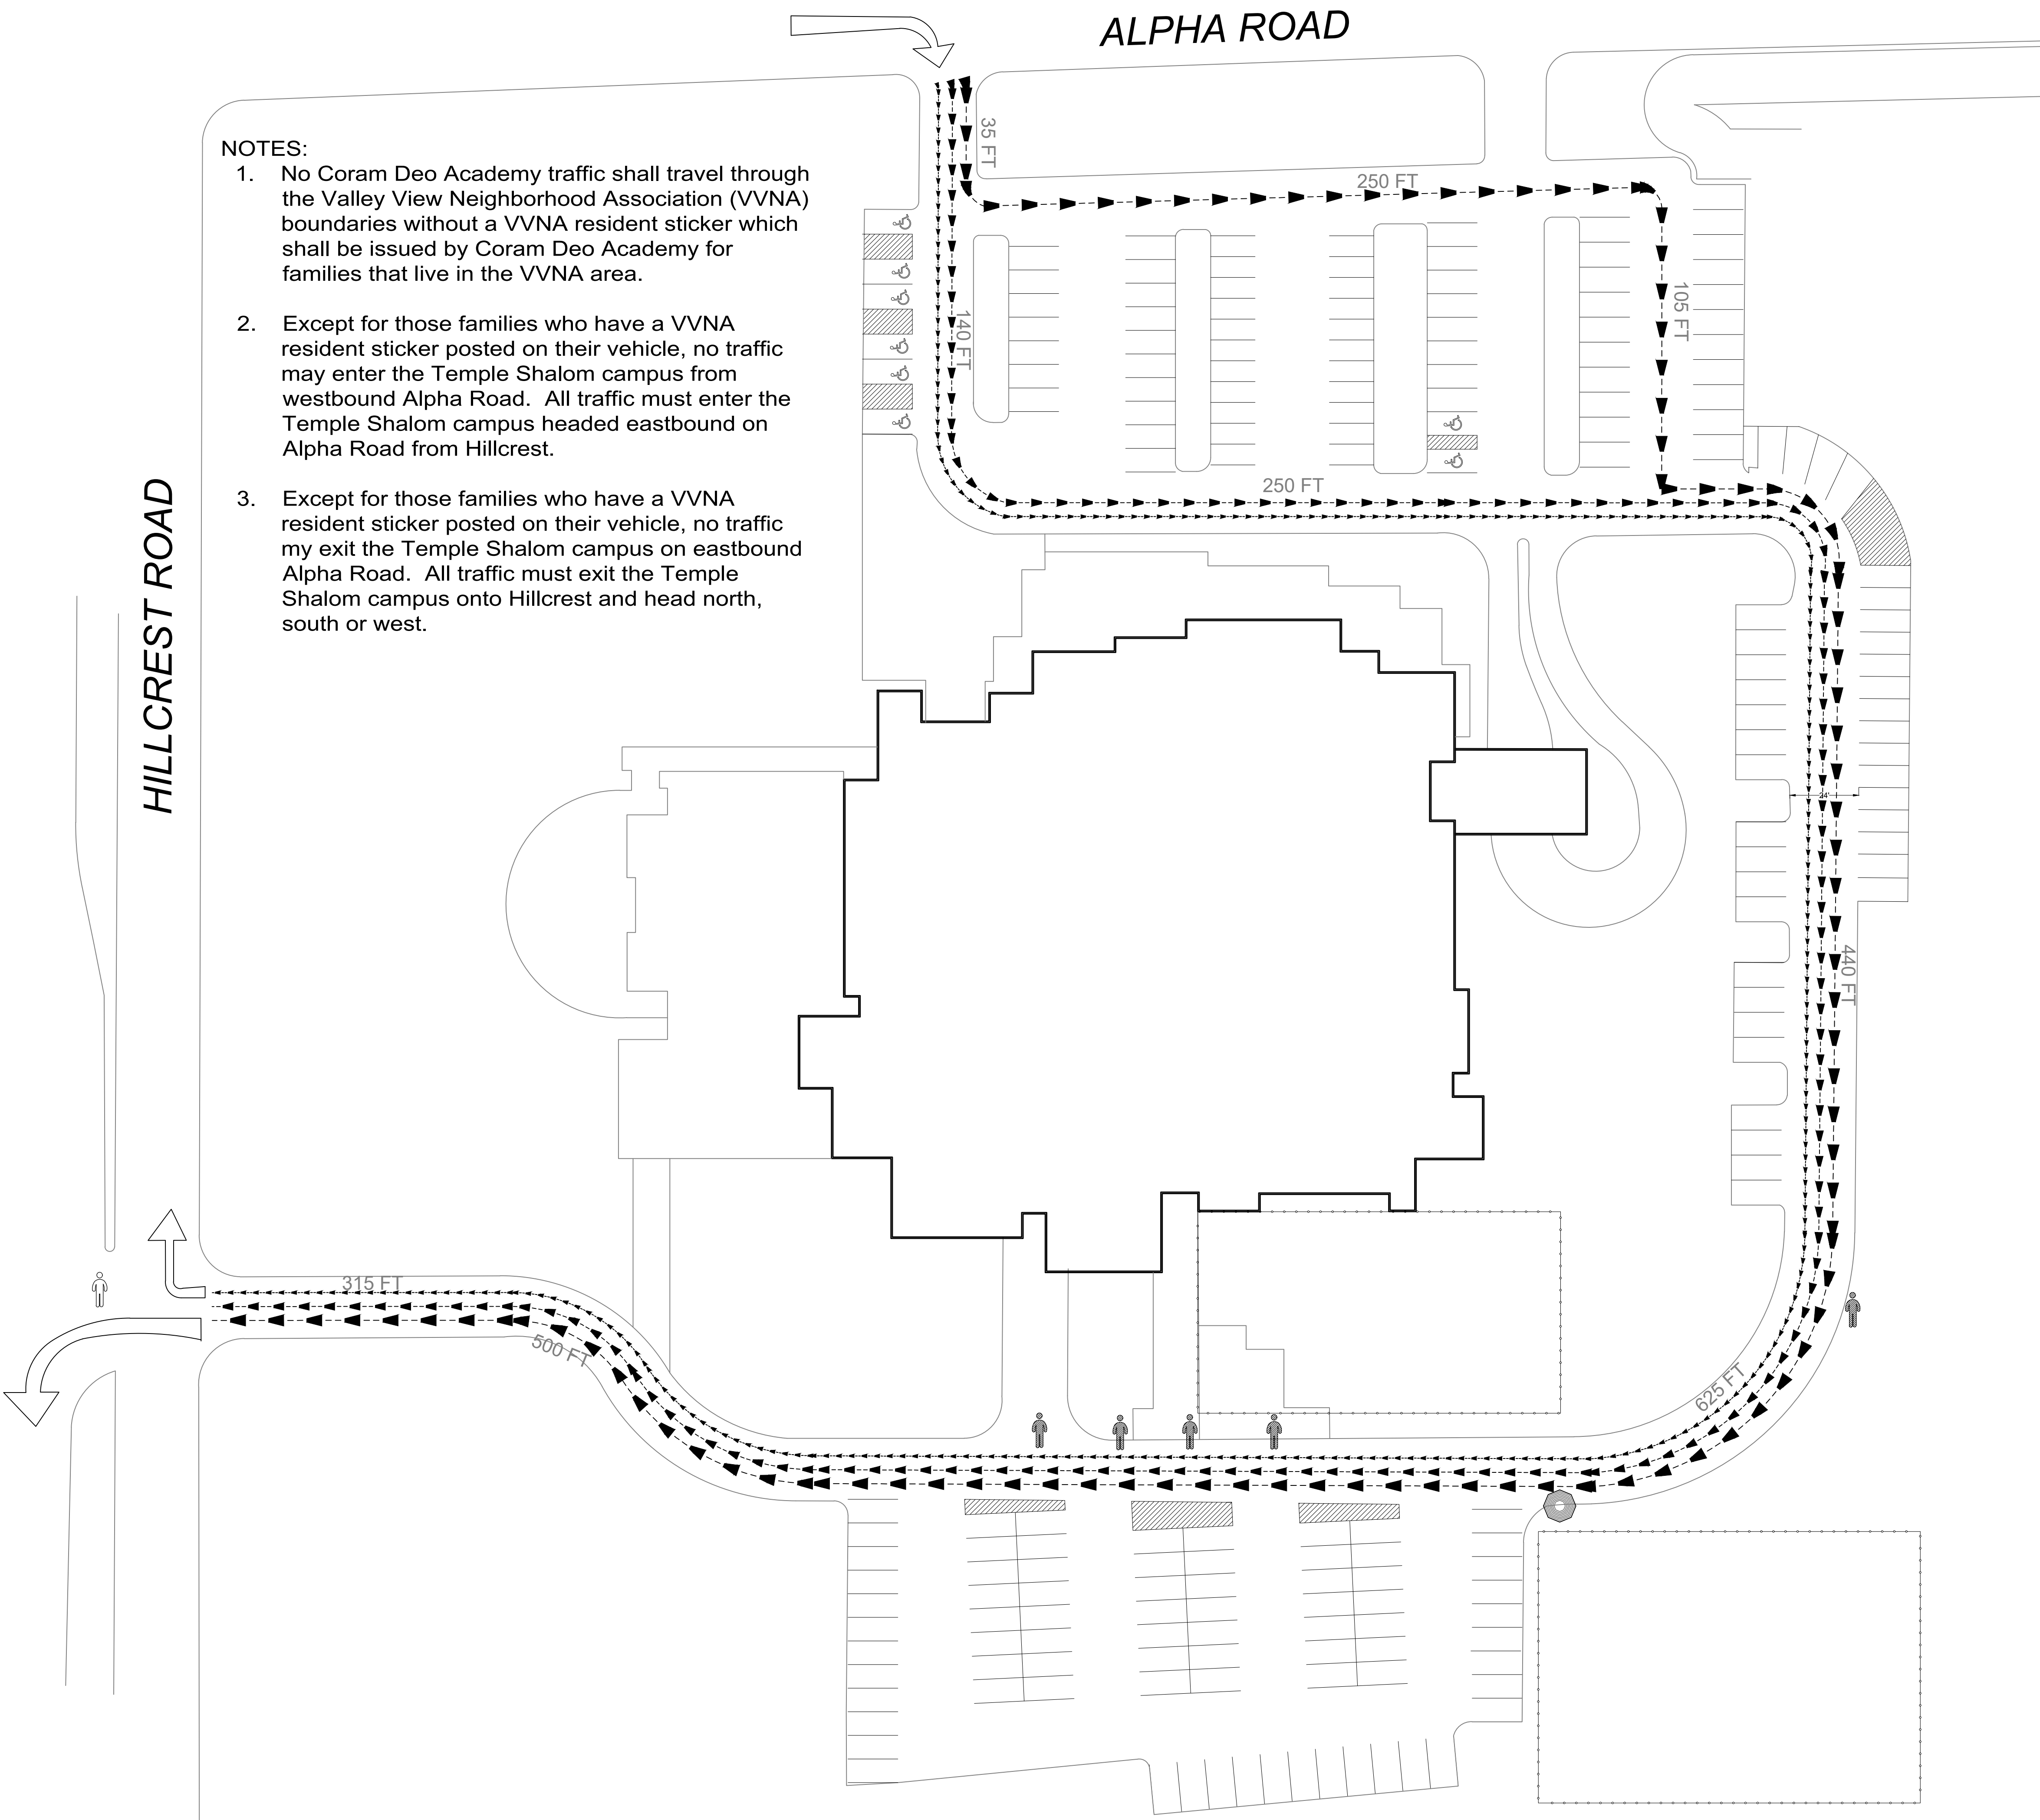 ALPHA ROAD
NOTES:
1. No Coram Deo Academy traffic shall travel through
the Valley View Neighborhood Association (VVNA)
boundaries without a VVNA resident sticker which
shall be issued by Coram Deo Academy for
families that live in the VVNA area.
2. Except for those families who have a VVNA
resident sticker posted on their vehicle, no traffic
may enter the Temple Shalom campus from
westbound Alpha Road. All traffic must enter the
Temple Shalom campus headed eastbound on
Alpha Road from Hillcrest.
3. Except for those families who have a VVNA
resident sticker posted on their vehicle, no traffic
my exit the Temple Shalom campus on eastbound
Alpha Road. All traffic must exit the Temple
Shalom campus onto Hillcrest and head north,
south or west.
HILLCREST ROAD
35 FT
250 FT
105 FT
140 FT
250 FT
24'
440 FT
315 FT
500 FT
625 FT